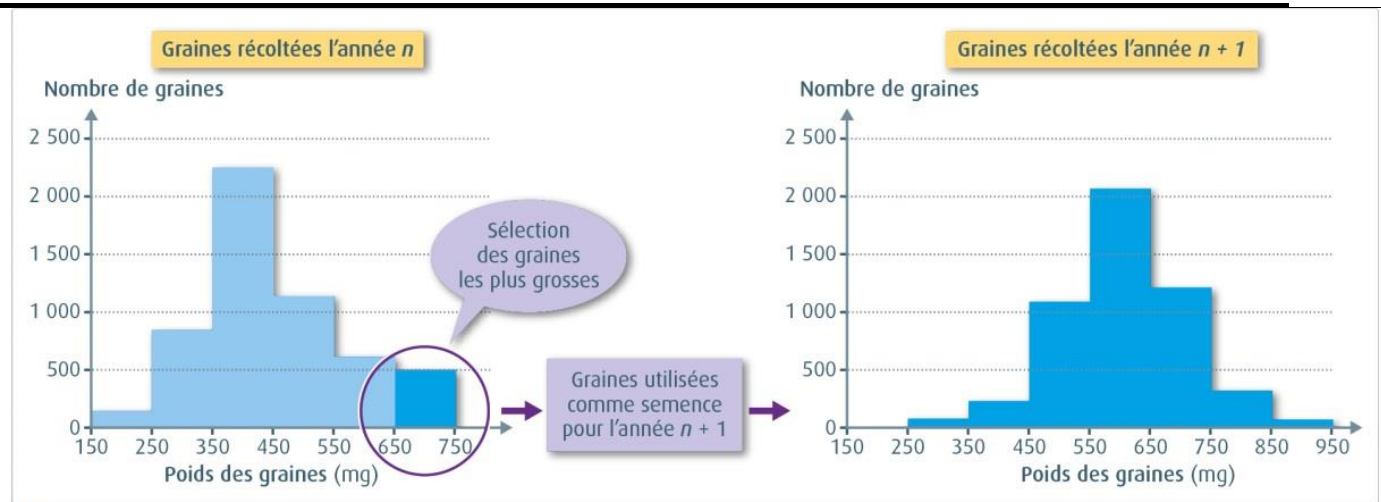 Graines récoltées l'année n
Nombre de graines
2 500
2 000
1 500
1 000
500
0
150 250 350 450 550 650 750
Poids des graines (mg)
Sélection
des graines
les plus grosses
Graines utilisées
comme semence
pour l'année n + 1
Graines récoltées l'année n + 1
Nombre de graines
2 500
2 000
1 500
1 000
500
0
150 250 350 450 550 650 750 850 950
Poids des graines (mg)